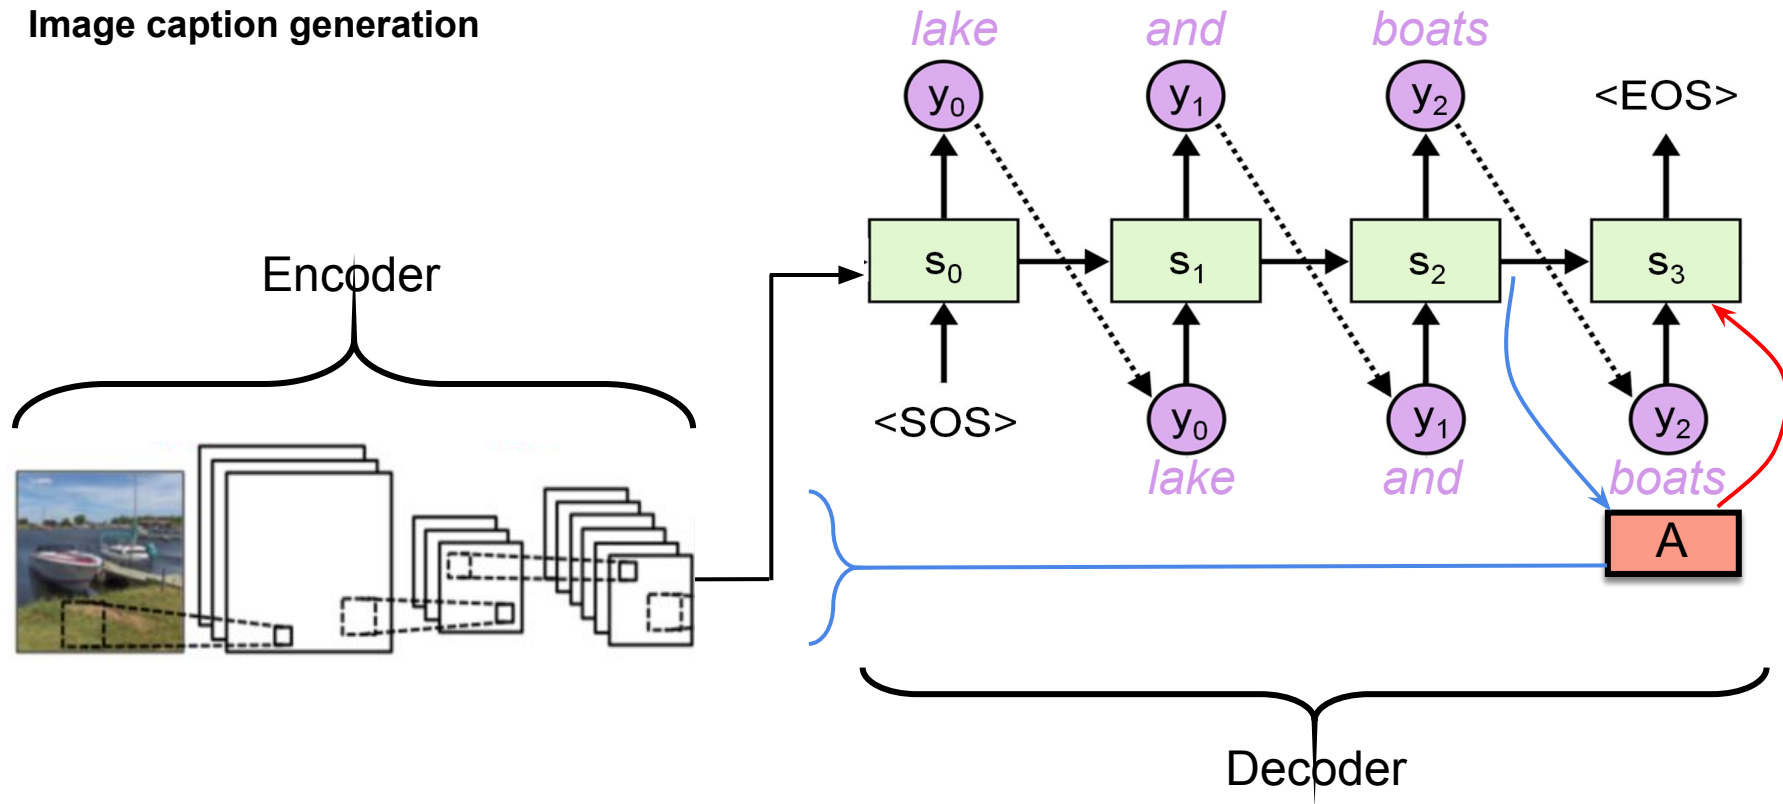 Image caption generation
lake and boats
y0 y1 y2 <EOS>
Encoder
s0 s1 s2 s3
<SOS> y0 y1 y2
lake and boats
A
Decoder